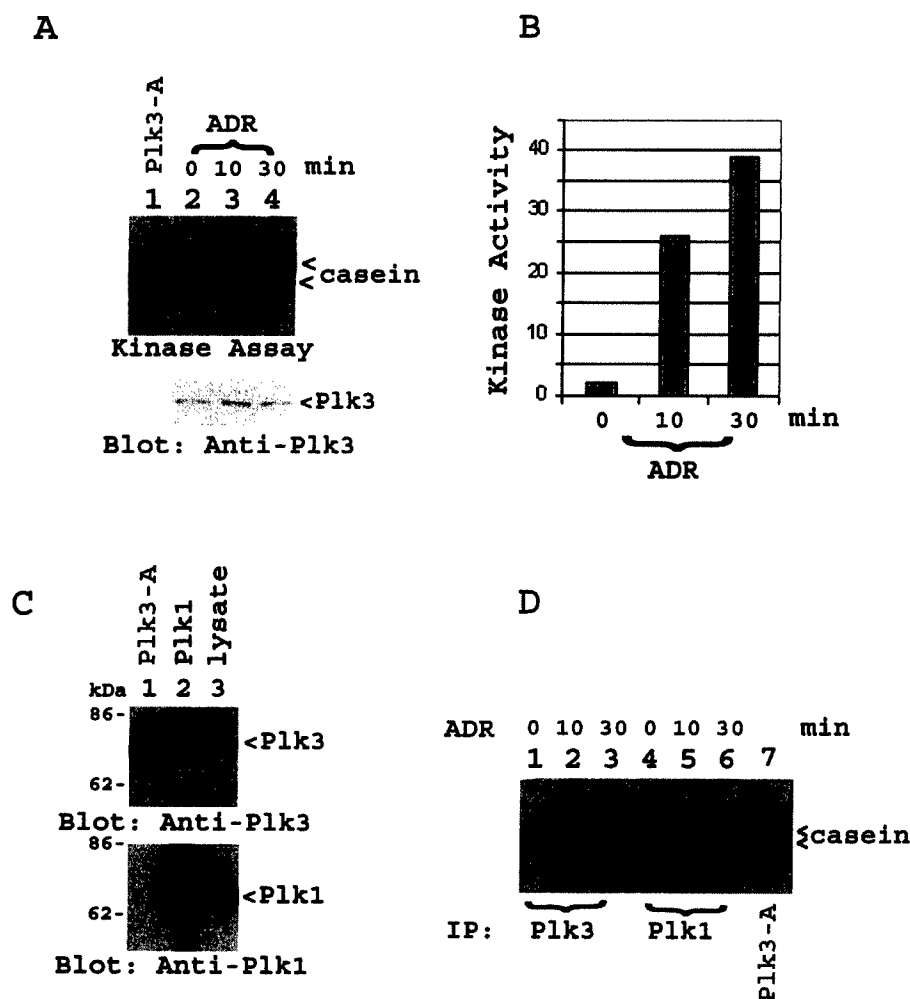 A
Plk3-A
ADR
0 10 30 min
1 2 3 4
<
< casein
Kinase Assay
<Plk3
Blot: Anti-Plk3
B
Kinase Activity
40
30
20
10
0
0 10 30 min
ADR
C
Plk3-A
Plk1
lysate
kDa 1 2 3
86-
<Plk3
62-
Blot: Anti-Plk3
86-
<Plk1
62-
Blot: Anti-Plk1
D
ADR 0 10 30 0 10 30 min
1 2 3 4 5 6 7
<
<casein
IP: Plk3 Plk1 Plk3-A